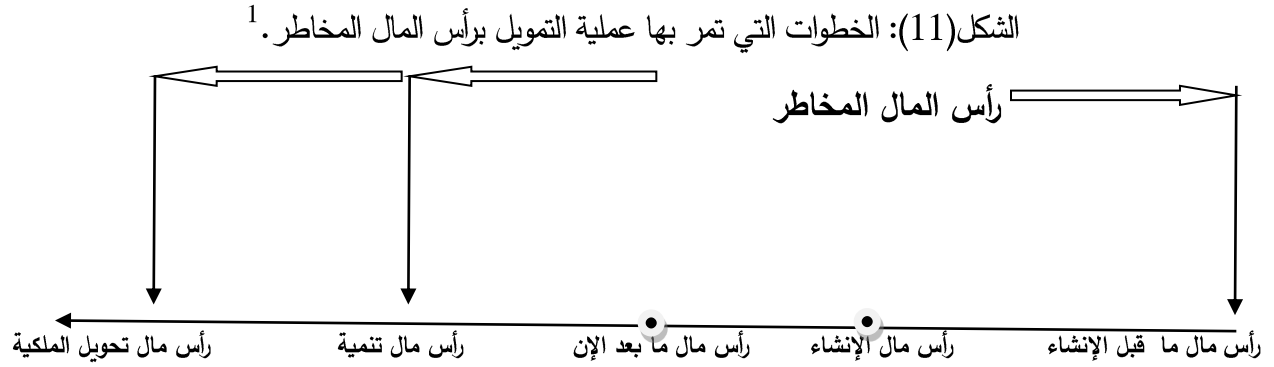 الشكل(11): الخطوات التي تمر بها عملية التمويل برأس المال المخاطر.1
رأس المال المخاطر
رأس مال ما قبل الإنشاء رأس مال الإنشاء رأس مال ما بعد الإن رأس مال تنمية رأس مال تحويل الملكية